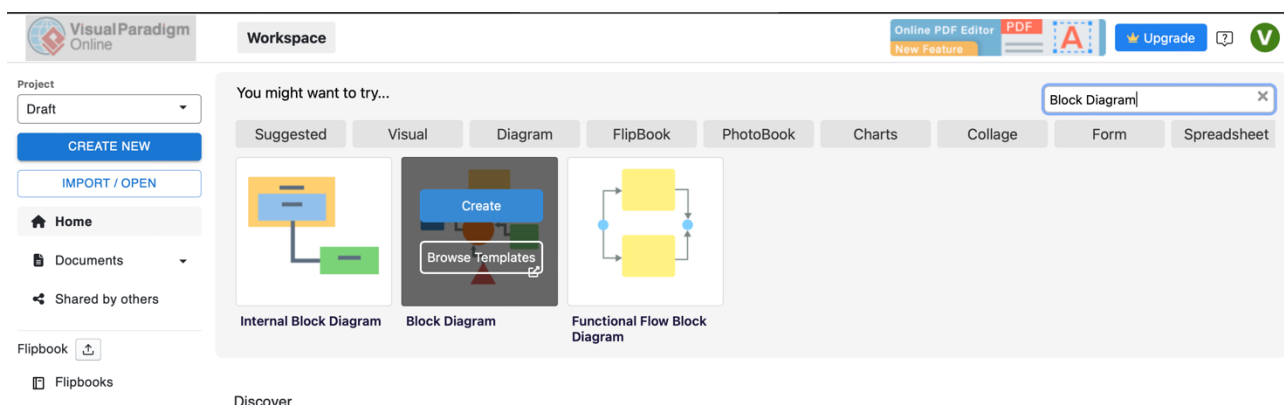 Visual Paradigm
Online
Workspace
Online PDF Editor
PDF
New Feature
A
Upgrade
?
V
Project
Draft
CREATE NEW
IMPORT / OPEN
Home
Documents
Shared by others
Flipbook
Flipbooks
You might want to try...
Block Diagram
Suggested Visual Diagram FlipBook PhotoBook Charts Collage Form Spreadsheet
Create
Browse Templates
Internal Block Diagram
Block Diagram
Functional Flow Block
Diagram
Discover